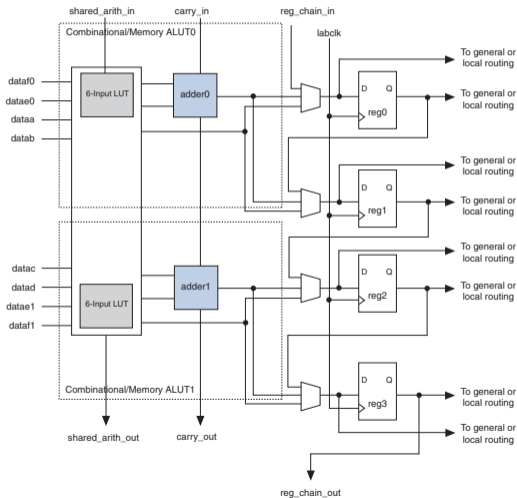 shared_arith_in
carry_in
reg_chain_in
labclk
Combinational/Memory ALUT0
6-Input LUT
adder0
dataf0
datae0
dataa
datab
D Q
reg0
To general or
local routing
To general or
local routing
D Q
reg1
To general or
local routing
To general or
local routing
datac
datad
datae1
dataf1
6-Input LUT
adder1
D Q
reg2
To general or
local routing
To general or
local routing
D Q
reg3
To general or
local routing
To general or
local routing
Combinational/Memory ALUT1
shared_arith_out
carry_out
reg_chain_out